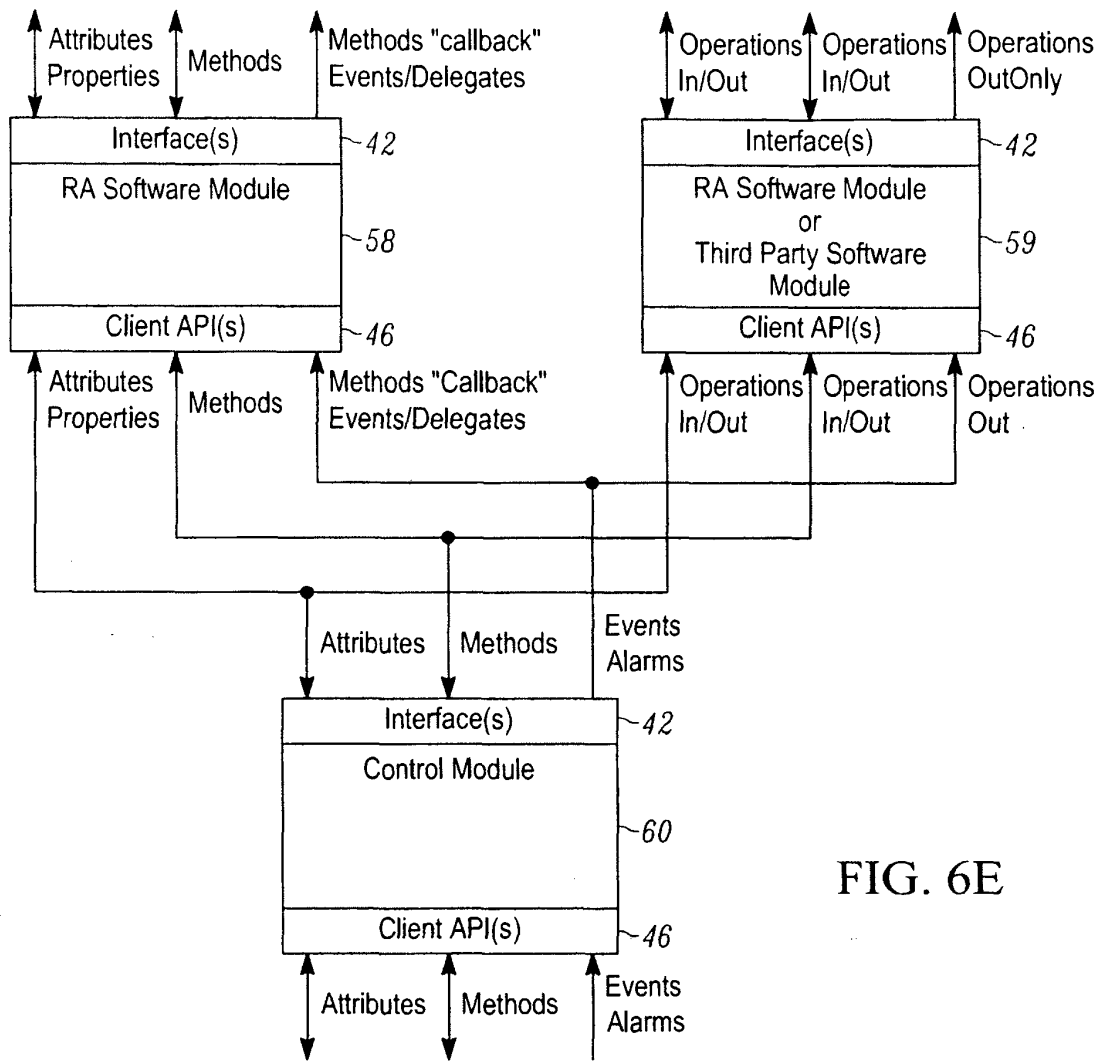 Attributes
Properties
Methods
Methods "callback"
Events/Delegates
Operations
In/Out
Operations
In/Out
Operations
OutOnly
Interface(s)
42
RA Software Module
58
Client API(s)
46
Interface(s)
42
RA Software Module
or
Third Party Software
Module
59
Client API(s)
46
Attributes
Properties
Methods
Methods "Callback"
Events/Delegates
Operations
In/Out
Operations
In/Out
Operations
Out
Attributes
Methods
Events
Alarms
Interface(s)
42
Control Module
60
Client API(s)
46
Attributes
Methods
Events
Alarms
FIG. 6E